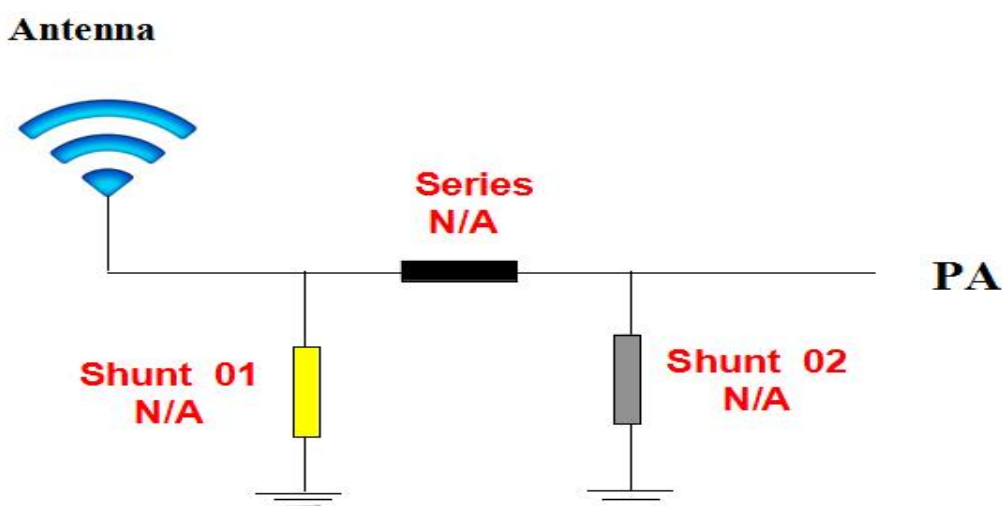 Antenna
Series
N/A
PA
Shunt 01
N/A
Shunt 02
N/A